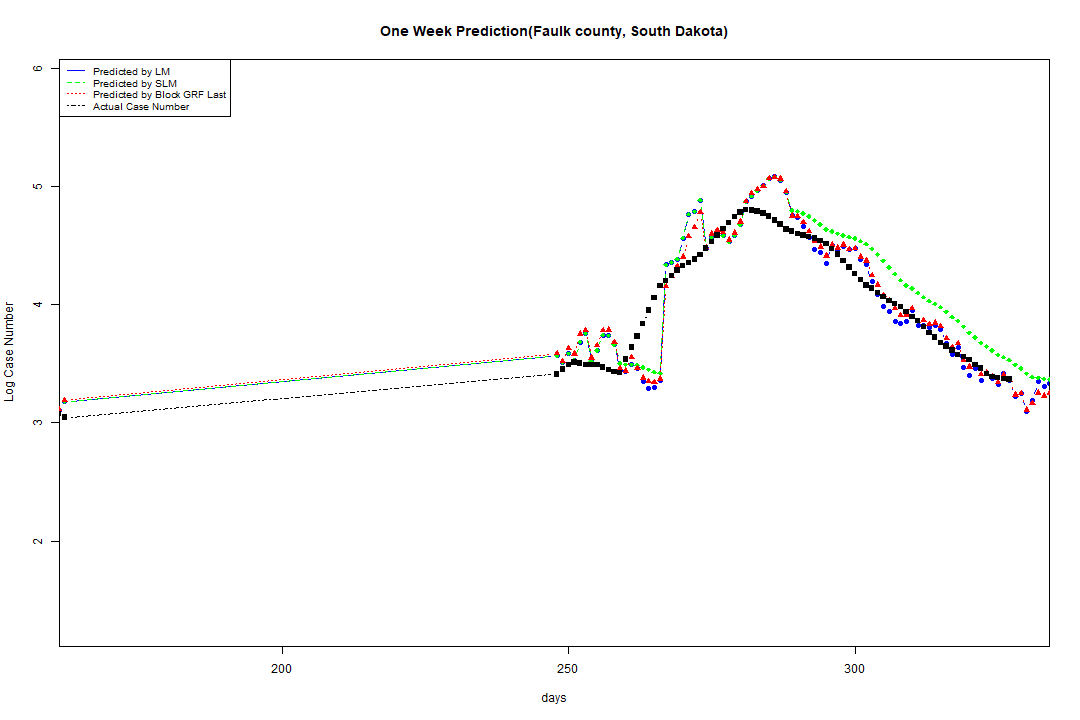 One Week Prediction(Faulk county, South Dakota)
Predicted by LM
Predicted by SLM
Predicted by Block GRF Last
Actual Case Number
6
5
4
3
2
Log Case Number
200
250
300
days